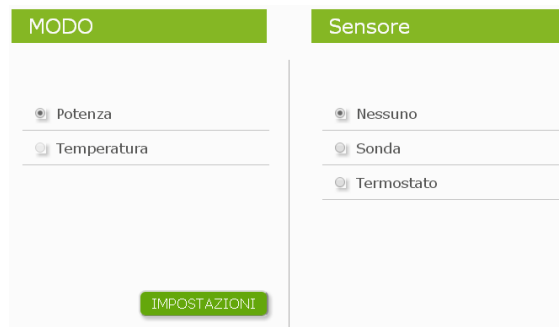 MODO
Potenza
Temperatura
IMPOSTAZIONI
Sensore
Nessuno
Sonda
Termostato